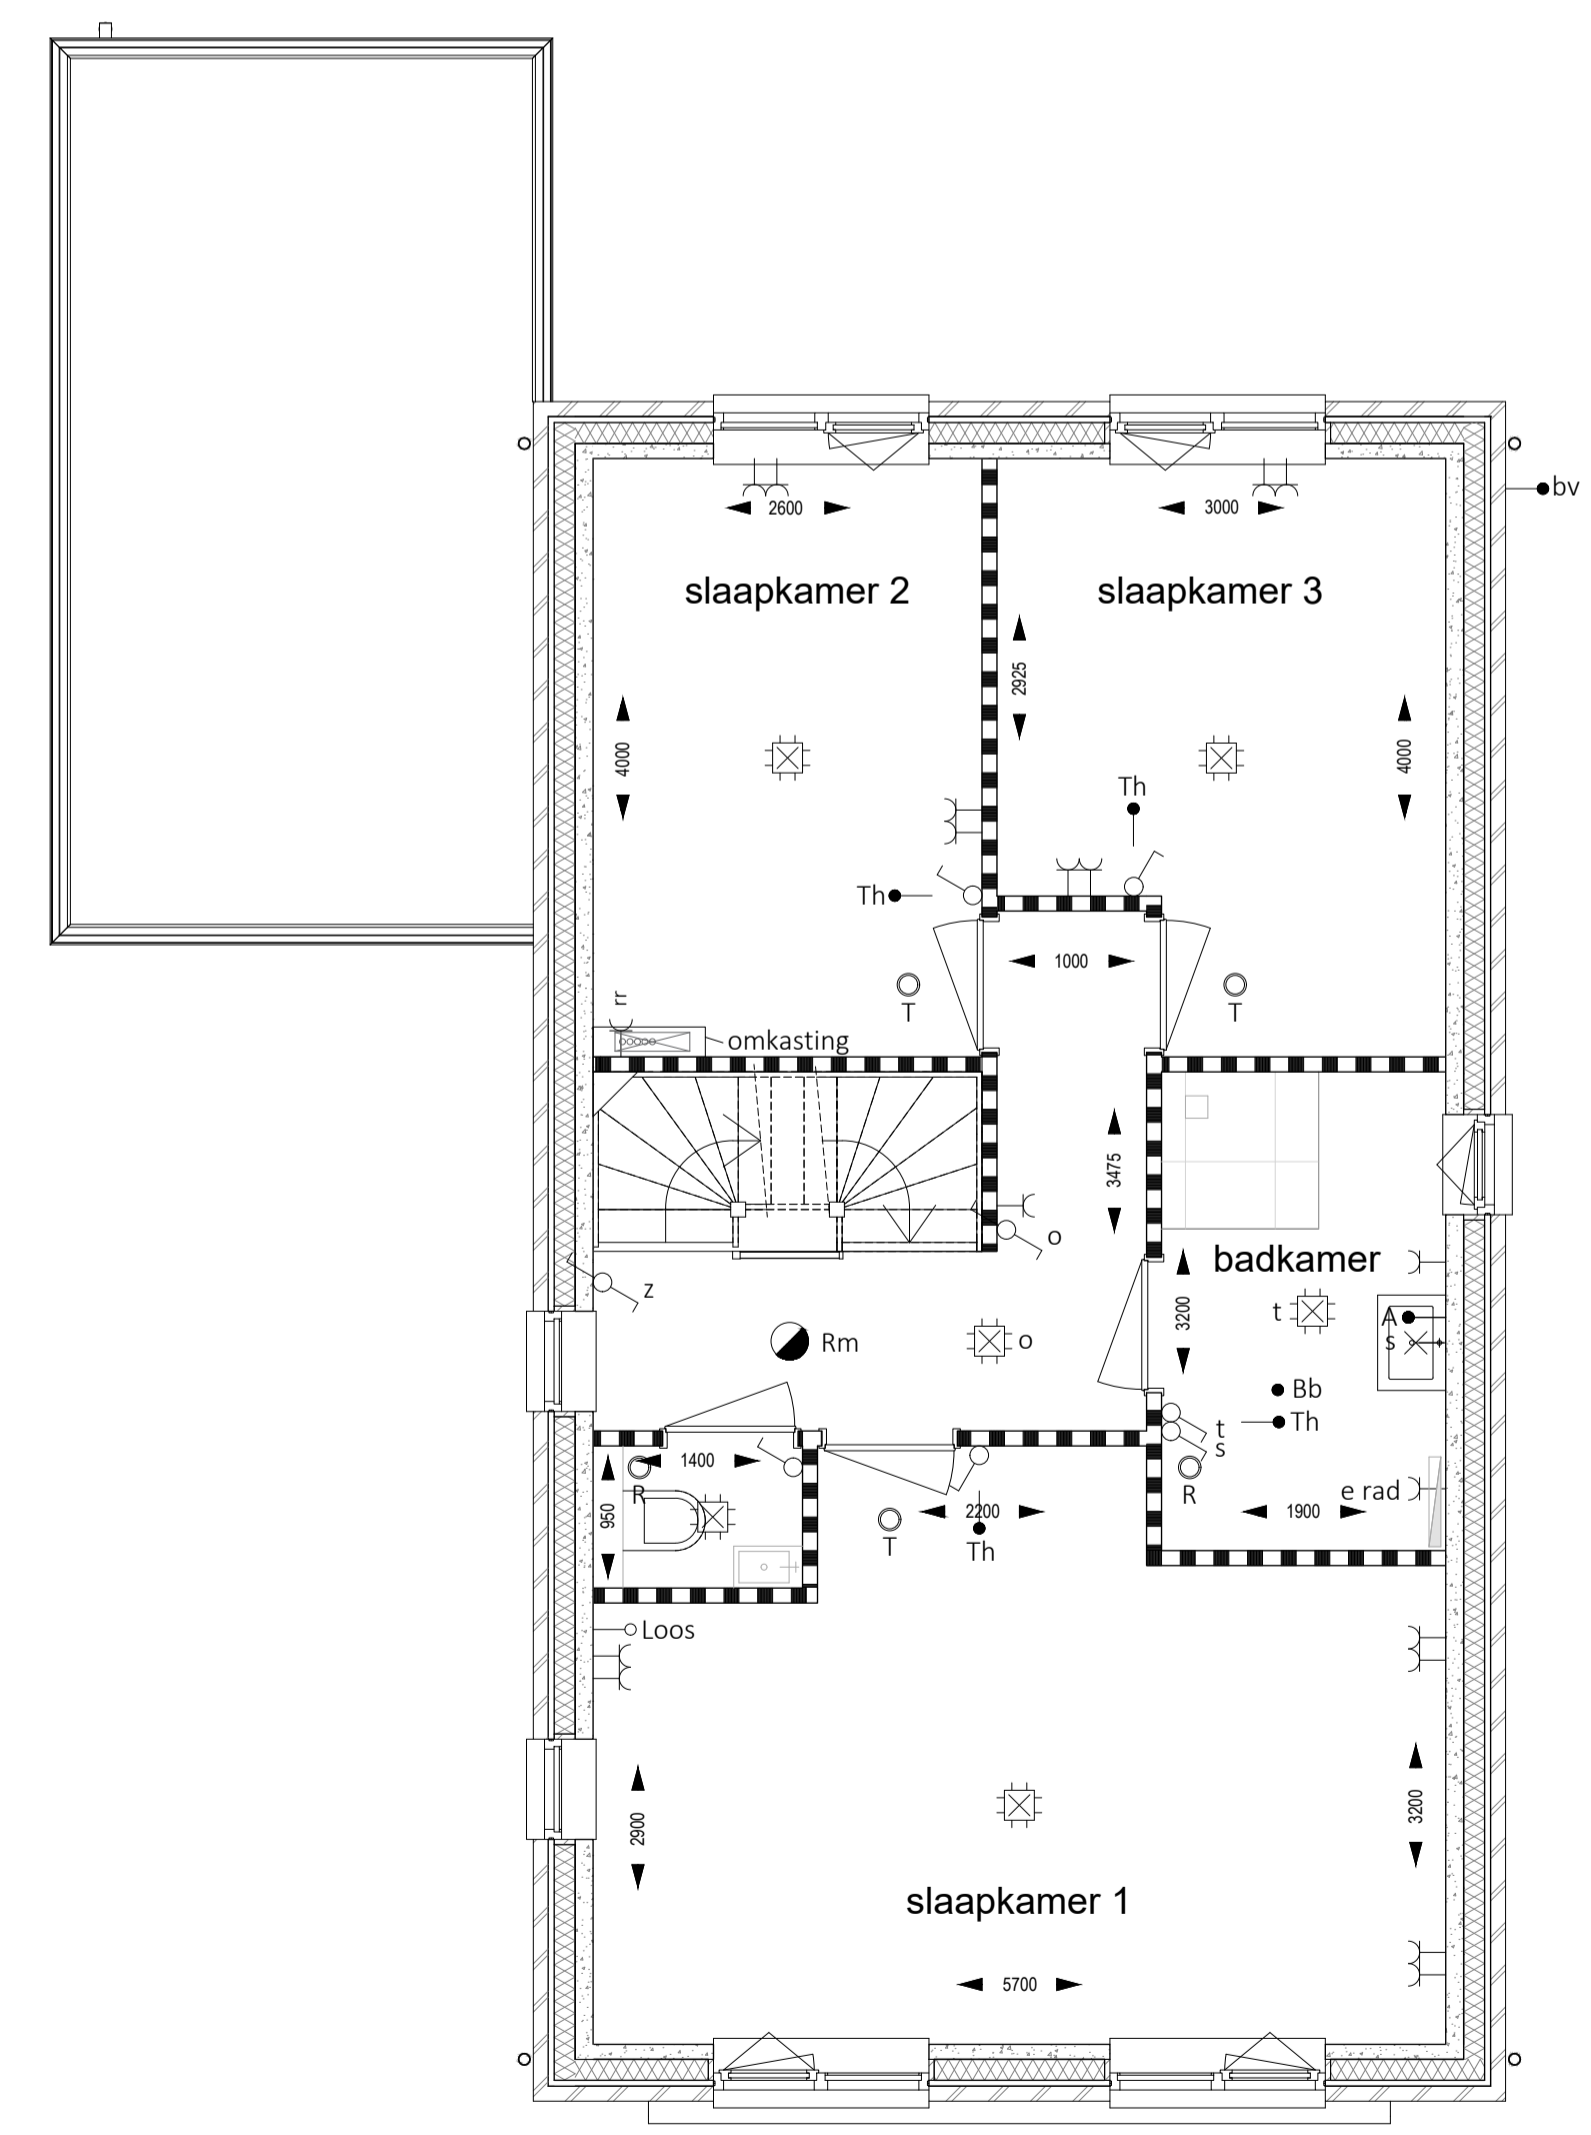 bv
2600
3000
slaapkamer 2
slaapkamer 3
2925
4000
4000
Th
Th
1000
T
T
rr
omkasting
3475
o
badkamer
z
3200
t
A
s
Rm
o
Bb
Th
t
s
1400
R
950
2200
T
Th
R
1900
e rad
Loos
2900
3200
slaapkamer 1
5700